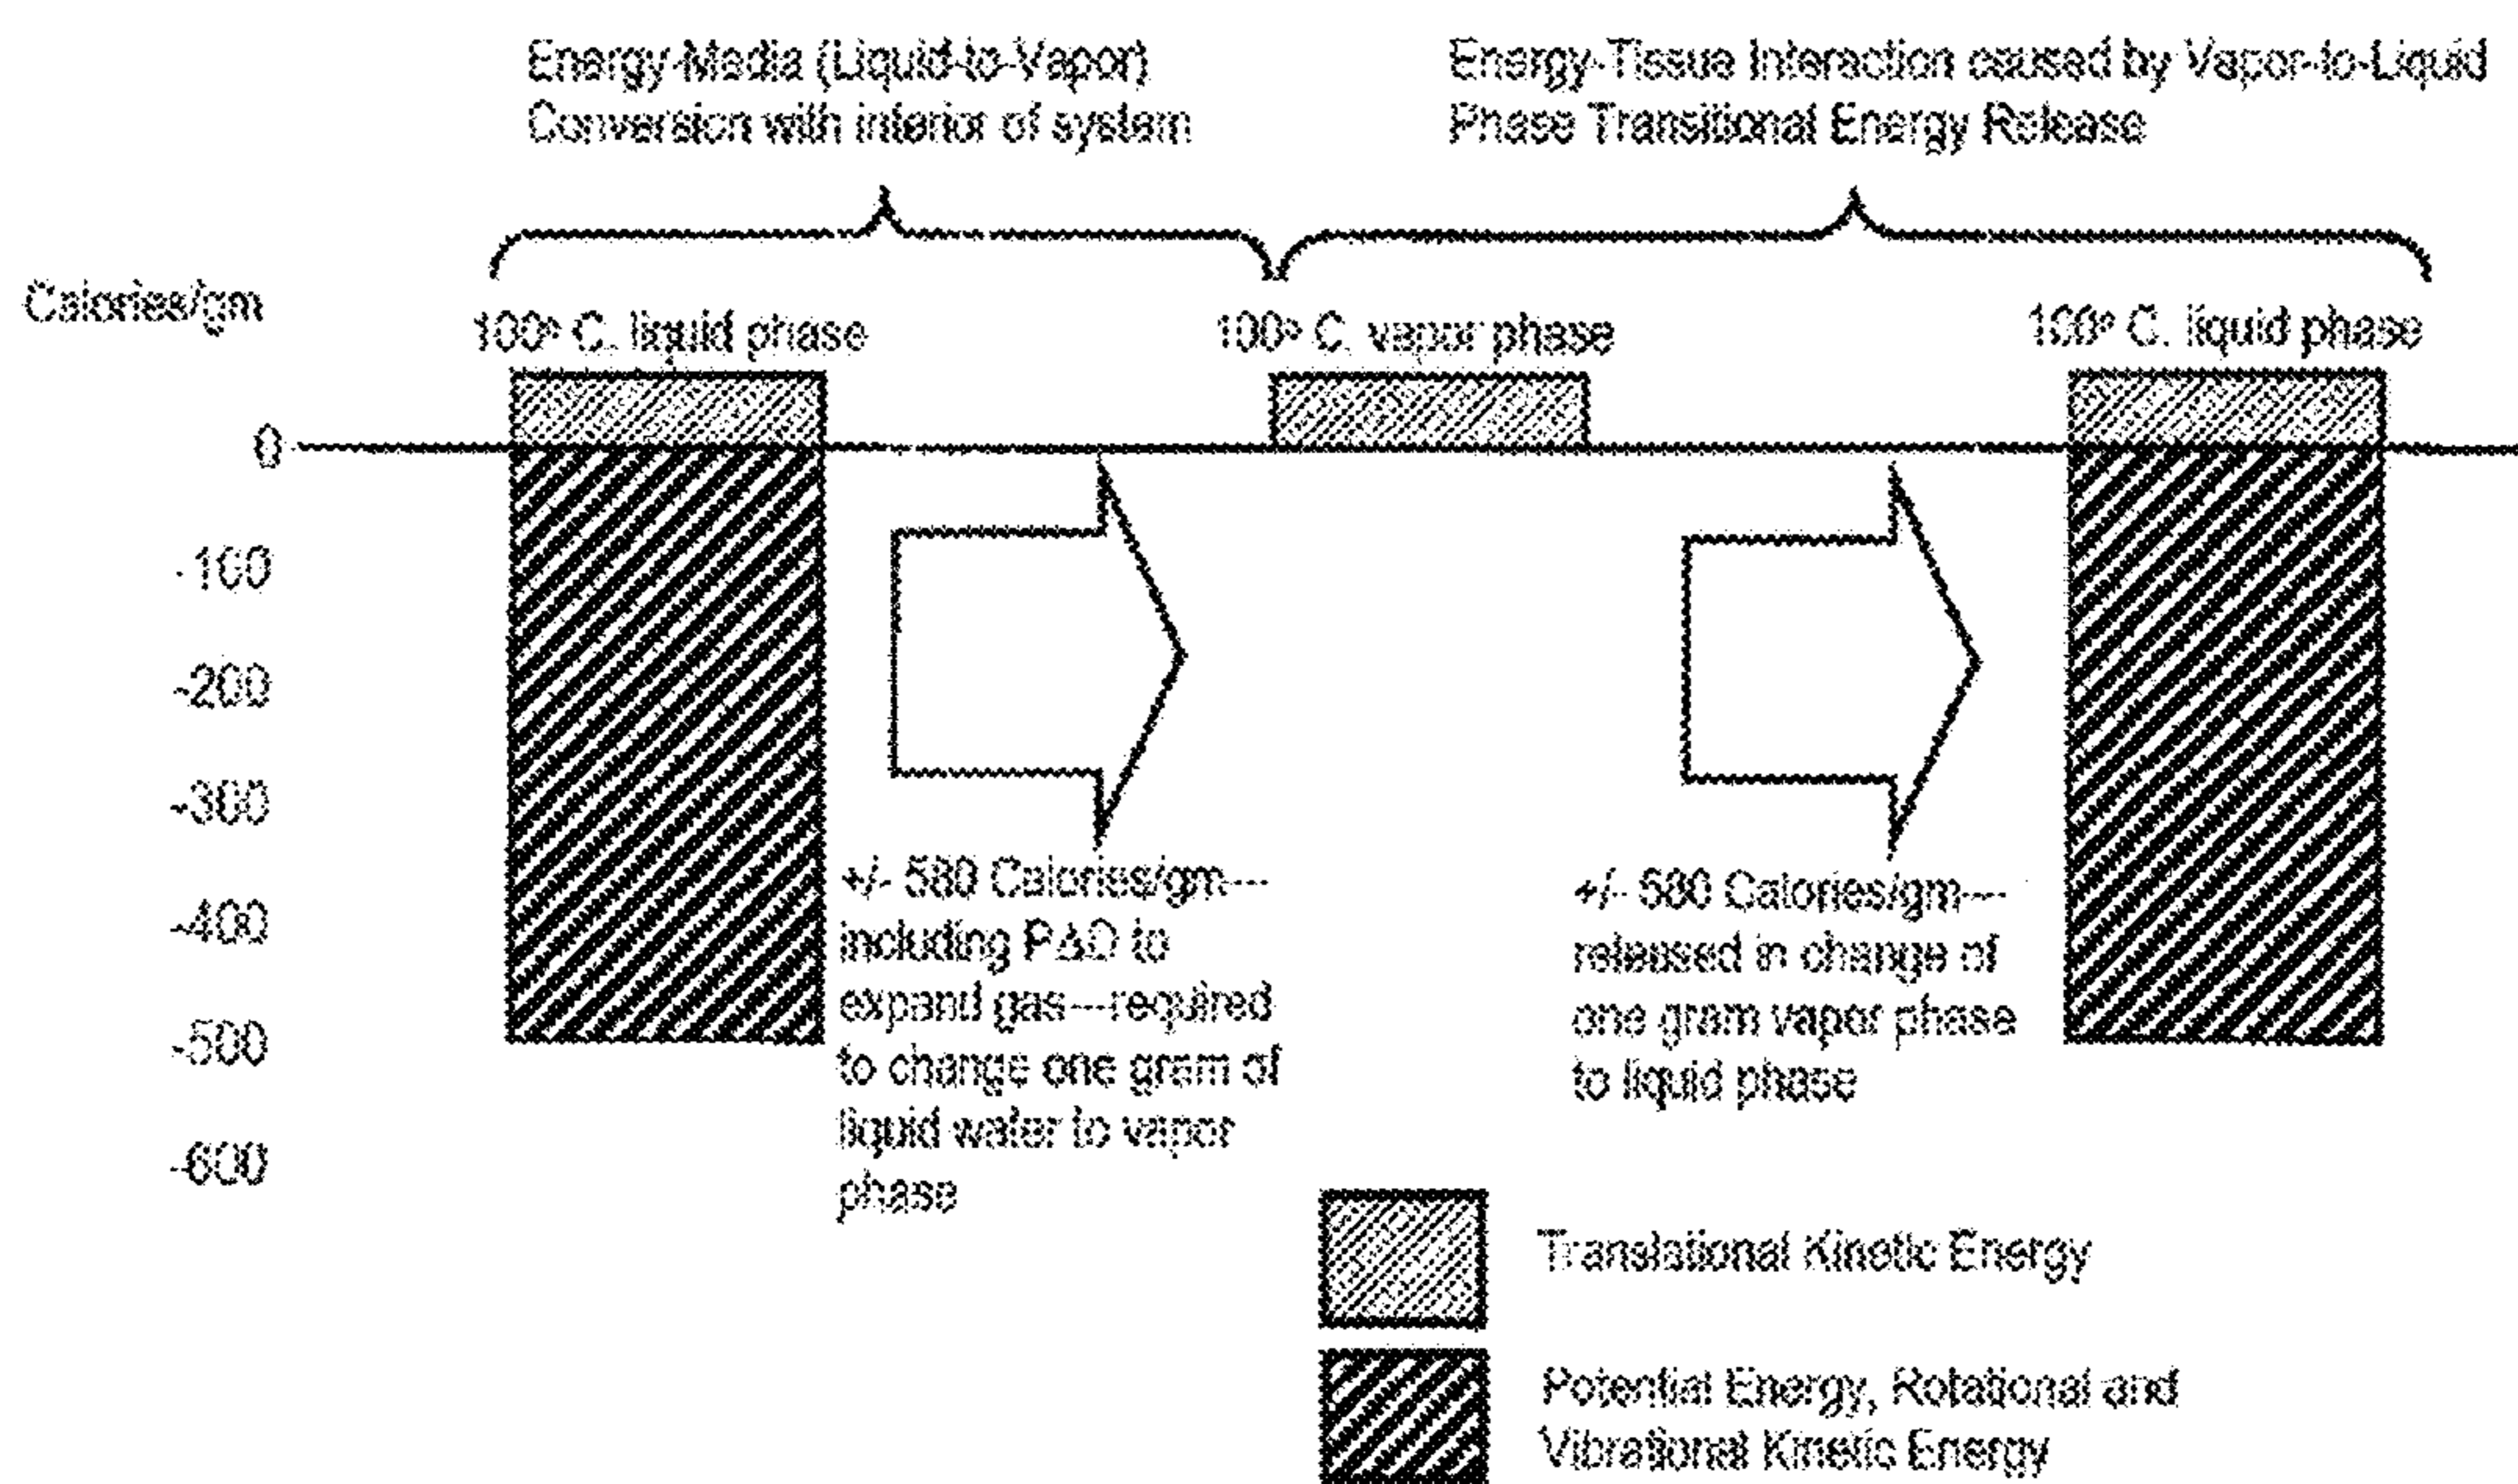 Energy-Media (Liquid-to-Vapor)
Conversion with interior of system
Energy-Tissue Interaction caused by Vapor-to-Liquid
Phase Transitional Energy Release
Calories/gm
100° C. liquid phase
100° C. vapor phase
100° C. liquid phase
0
-100
-200
-300
-400
-500
-600
+/- 580 Calories/gm---
including to
expand gas---required
to change one gram of
liquid water to vapor
phase
+/- 580 Calories/gm---
released in change of
one gram vapor phase
to liquid phase
Translational Kinetic Energy
Potential Energy, Rotational and
Vibrational Kinetic Energy